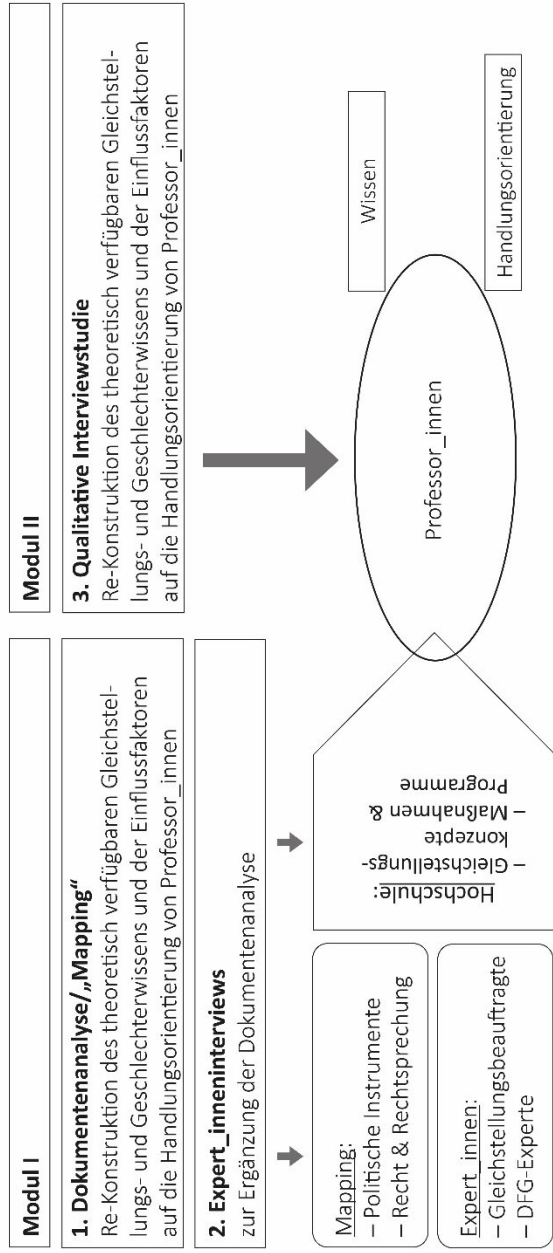 Modul I
1. Dokumentenanalyse/„Mapping“
Re-Konstruktion des theoretisch verfügbaren Gleichstel-
lungs- und Geschlechterwissens und der Einflussfaktoren
auf die Handlungsorientierung von Professor_innen
2. Expert_inneninterviews
zur Ergänzung der Dokumentenanalyse
Mapping:
– Politische Instrumente
– Recht & Rechtsprechung
Expert_innen:
– Gleichstellungsbeauftragte
– DFG-Experte
Hochschule:
– Gleichstellungs-
konzepte
– Maßnahmen &
Programme
Modul II
3. Qualitative Interviewstudie
Re-Konstruktion des theoretisch verfügbaren Gleichstel-
lungs- und Geschlechterwissens und der Einflussfaktoren
auf die Handlungsorientierung von Professor_innen
Professor_innen
Wissen
Handlungsorientierung